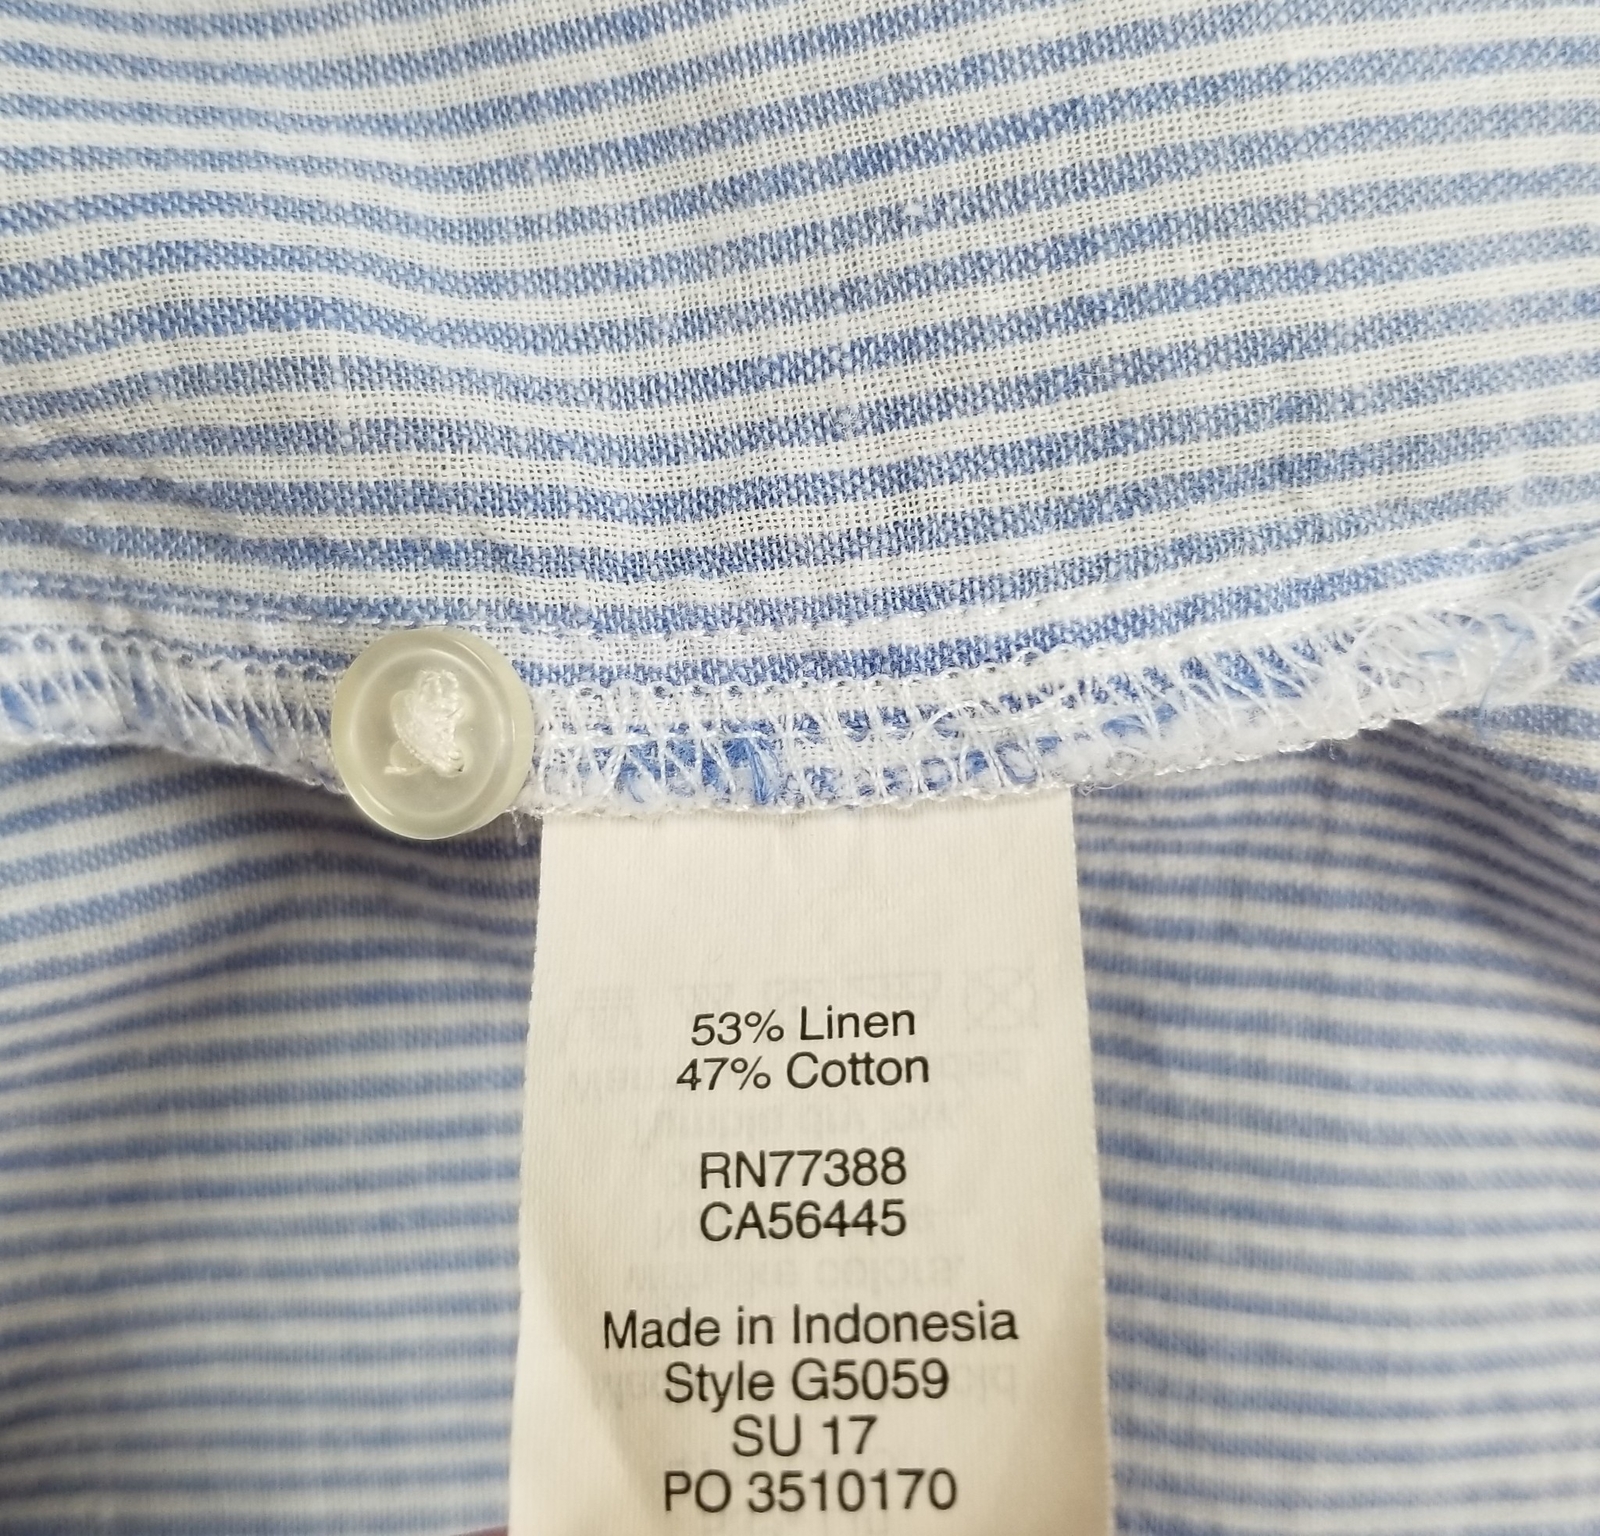 53% Linen
47% Cotton
RN77388
CA56445
Made in Indonesia
Style G5059
SU 17
PO 3510170